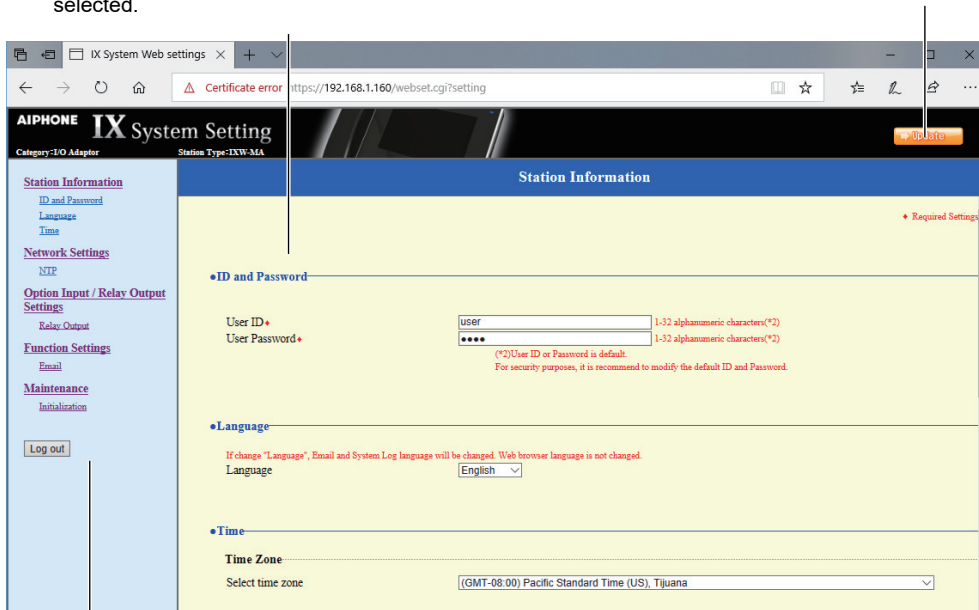 selected.
IX System Web settings
Certificate error https://192.168.1.160/webset.cgi?setting
AIPHONE IX System Setting
Update
Category:I/O Adaptor Station Type:IXW-MA
Station Information
ID and Password
Language
Time
Network Settings
NTP
Option Input / Relay Output
Settings
Relay Output
Function Settings
Email
Maintenance
Initialization
Log out
Station Information
♦ Required Settings
●ID and Password
User ID♦ user 1-32 alphanumeric characters(*2)
User Password♦ ●●●● 1-32 alphanumeric characters(*2)
(*2)User ID or Password is default.
For security purposes, it is recommend to modify the default ID and Password.
●Language
If change "Language", Email and System Log language will be changed. Web browser language is not changed.
Language English
●Time
Time Zone
Select time zone (GMT-08:00) Pacific Standard Time (US), Tijuana